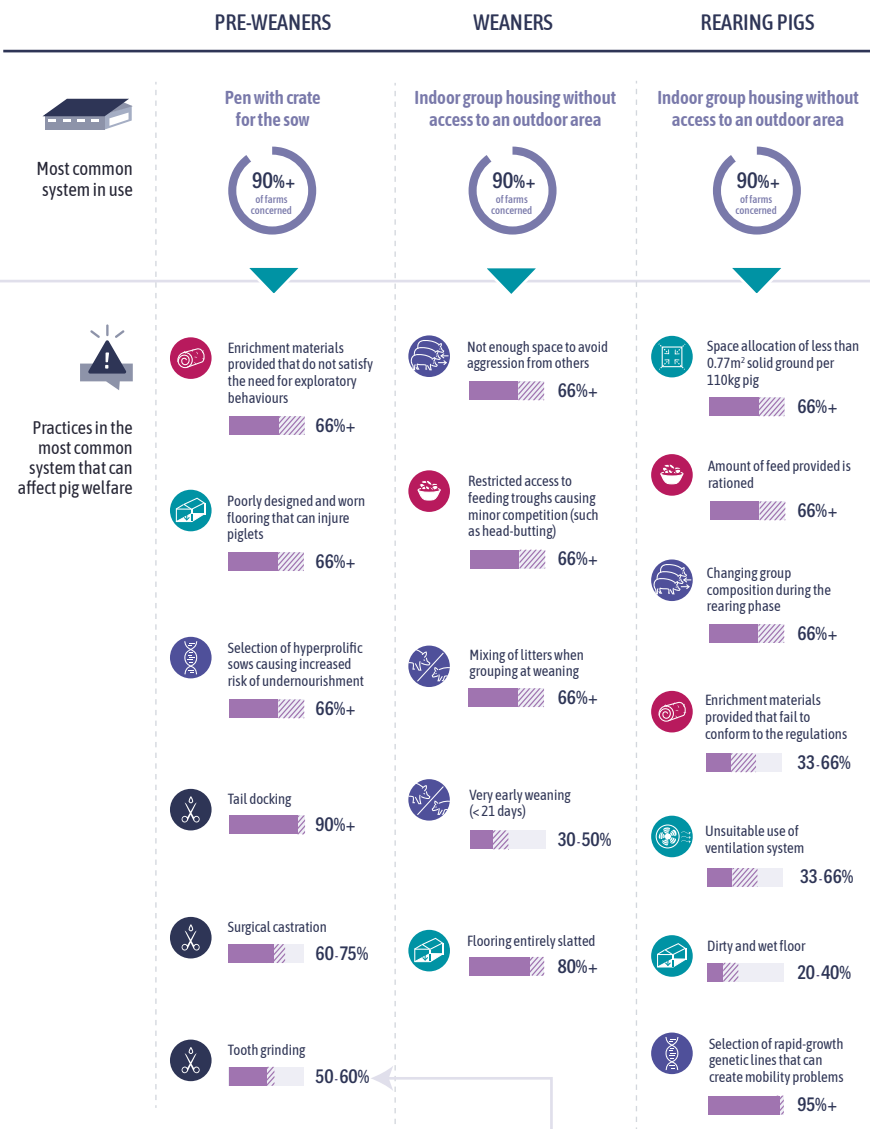 PRE-WEANERS
WEANERS
REARING PIGS
Most common
system in use
Pen with crate
for the sow
90%+
of farms
concerned
Indoor group housing without
access to an outdoor area
90%+
of farms
concerned
Indoor group housing without
access to an outdoor area
90%+
of farms
concerned
Practices in the
most common
system that can
affect pig welfare
Enrichment materials
provided that do not satisfy
the need for exploratory
behaviours
66%+
Poorly designed and worn
flooring that can injure
piglets
66%+
Selection of hyperprolific
sows causing increased
risk of undernourishment
66%+
Tail docking
90%+
Surgical castration
60-75%
Tooth grinding
50-60%
Not enough space to avoid
aggression from others
66%+
Restricted access to
feeding troughs causing
minor competition (such
as head-butting)
66%+
Mixing of litters when
grouping at weaning
66%+
Very early weaning
(< 21 days)
30-50%
Flooring entirely slatted
80%+
Space allocation of less than
0.77m² solid ground per
110kg pig
66%+
Amount of feed provided is
rationed
66%+
Changing group
composition during the
rearing phase
66%+
Enrichment materials
provided that fail to
conform to the regulations
33-66%
Unsuitable use of
ventilation system
33-66%
Dirty and wet floor
20-40%
Selection of rapid-growth
genetic lines that can
create mobility problems
95%+